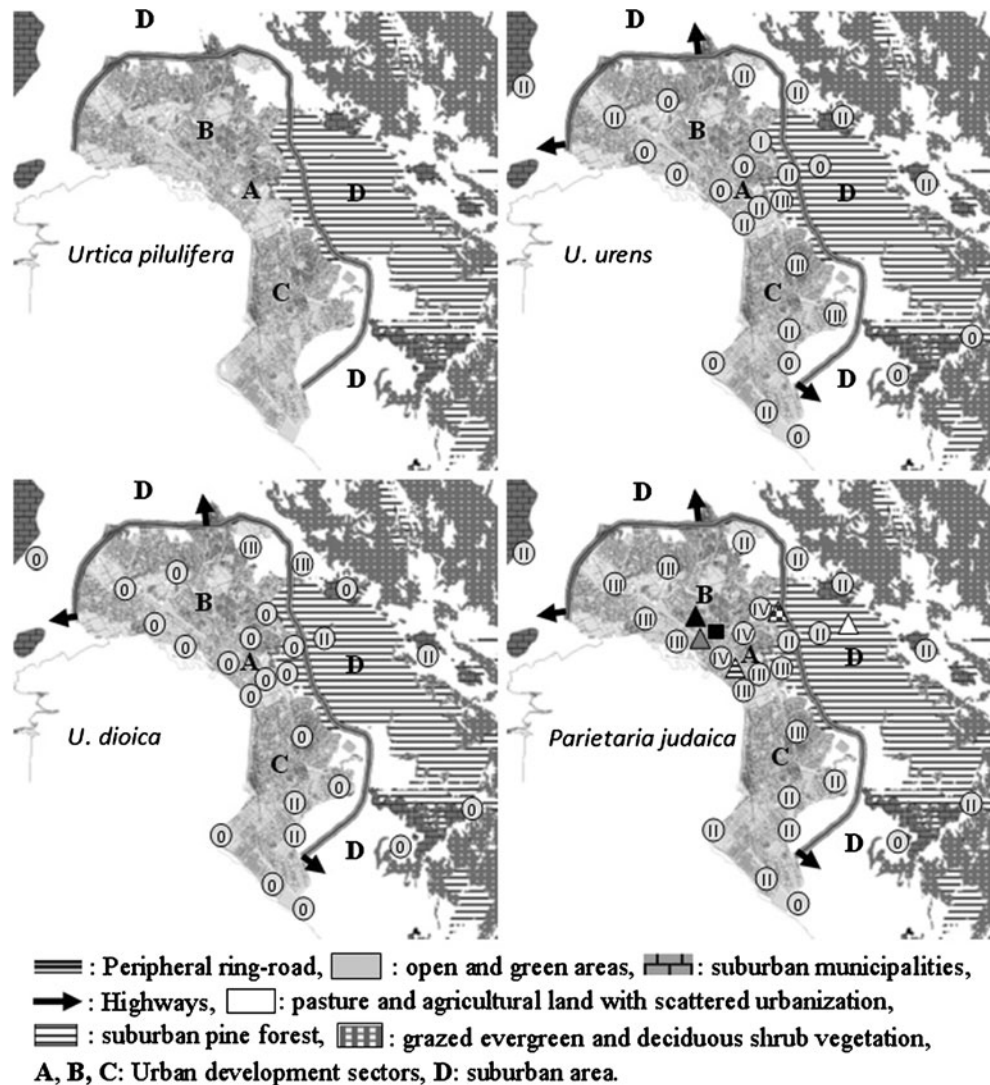 D
B
A D
Urtica pilulifera
C
D
D
II
II II
0
II II
B
0 I
0 0 II 0
0 A II D
II III
II
U. urens
III
C
III
II 0
0 0 D 0
II
0
D
0
III III
0
0 0
B 0
0 0 0 II
0 0 A D II
0 0
0
U. dioica
0
C
0
II 0
0 II D 0
0
0
D
II
II II
III
III II
B IV
III IV II II
III IV A D II
III III
III
Parietaria judaica
III
C
II
II II
II II D 0
II
0
: Peripheral ring-road, : open and green areas, : suburban municipalities,
: Highways, : pasture and agricultural land with scattered urbanization,
: suburban pine forest, : grazed evergreen and deciduous shrub vegetation,
A, B, C: Urban development sectors, D: suburban area.